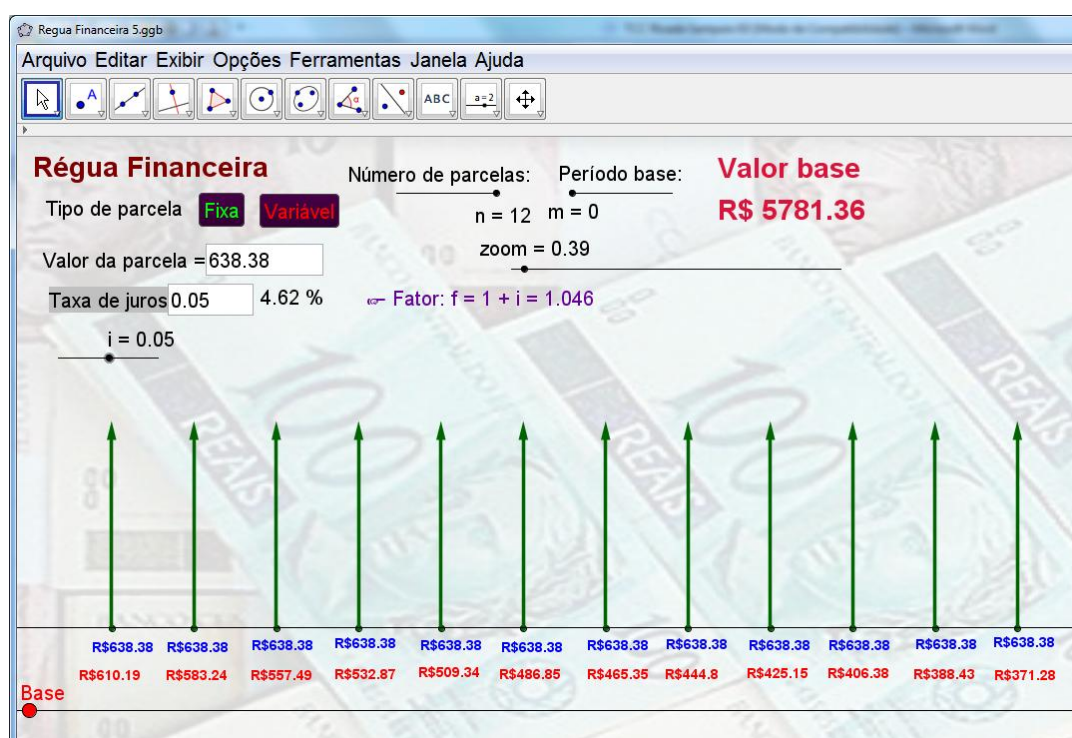 Regua Financeira 5.ggb
Arquivo Editar Exibir Opções Ferramentas Janela Ajuda
A
α
ABC
a=2
Régua Financeira
Número de parcelas:
Período base:
Valor base
Tipo de parcela
Fixa
Variável
n = 12
m = 0
R$ 5781.36
zoom = 0.39
Valor da parcela =
638.38
Taxa de juros
0.05
4.62 %
☞ Fator: f = 1 + i = 1.046
i = 0.05
R$638.38 R$638.38 R$638.38 R$638.38 R$638.38 R$638.38 R$638.38 R$638.38 R$638.38 R$638.38 R$638.38 R$638.38
R$610.19 R$583.24 R$557.49 R$532.87 R$509.34 R$486.85 R$465.35 R$444.8 R$425.15 R$406.38 R$388.43 R$371.28
Base
100
REAIS
100
REAIS
REAIS